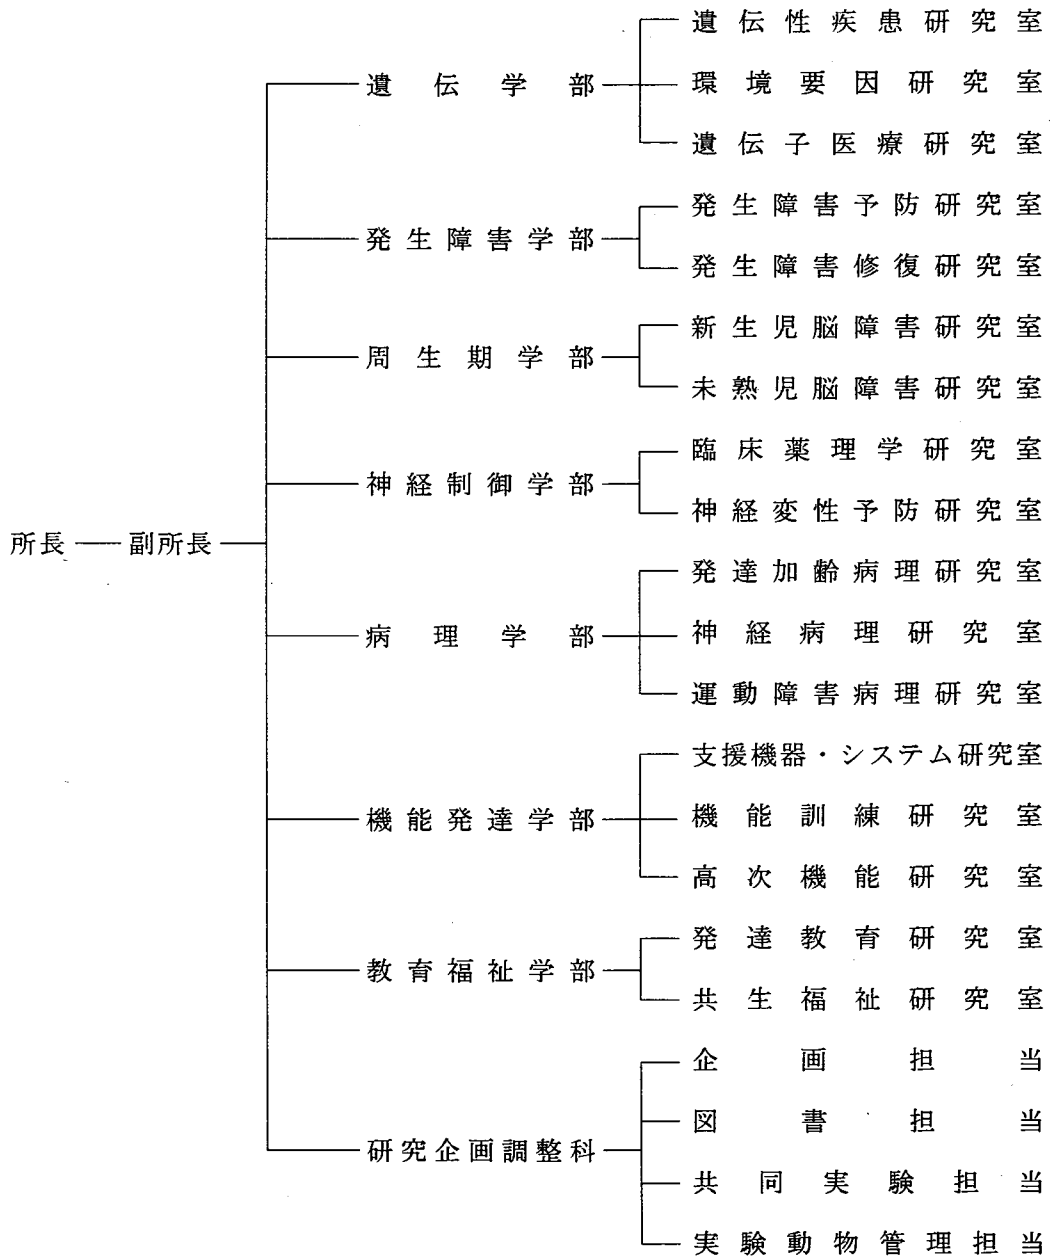 所長
副所長
遺伝学部
遺伝性疾患研究室
環境要因研究室
遺伝子医療研究室
発生障害学部
発生障害予防研究室
発生障害修復研究室
周生期学部
新生児脳障害研究室
未熟児脳障害研究室
神経制御学部
臨床薬理学研究室
神経変性予防研究室
病理学部
発達加齢病理研究室
神経病理研究室
運動障害病理研究室
機能発達学部
支援機器・システム研究室
機能訓練研究室
高次機能研究室
教育福祉学部
発達教育研究室
共生福祉研究室
研究企画調整科
企画担当
図書担当
共同実験担当
実験動物管理担当